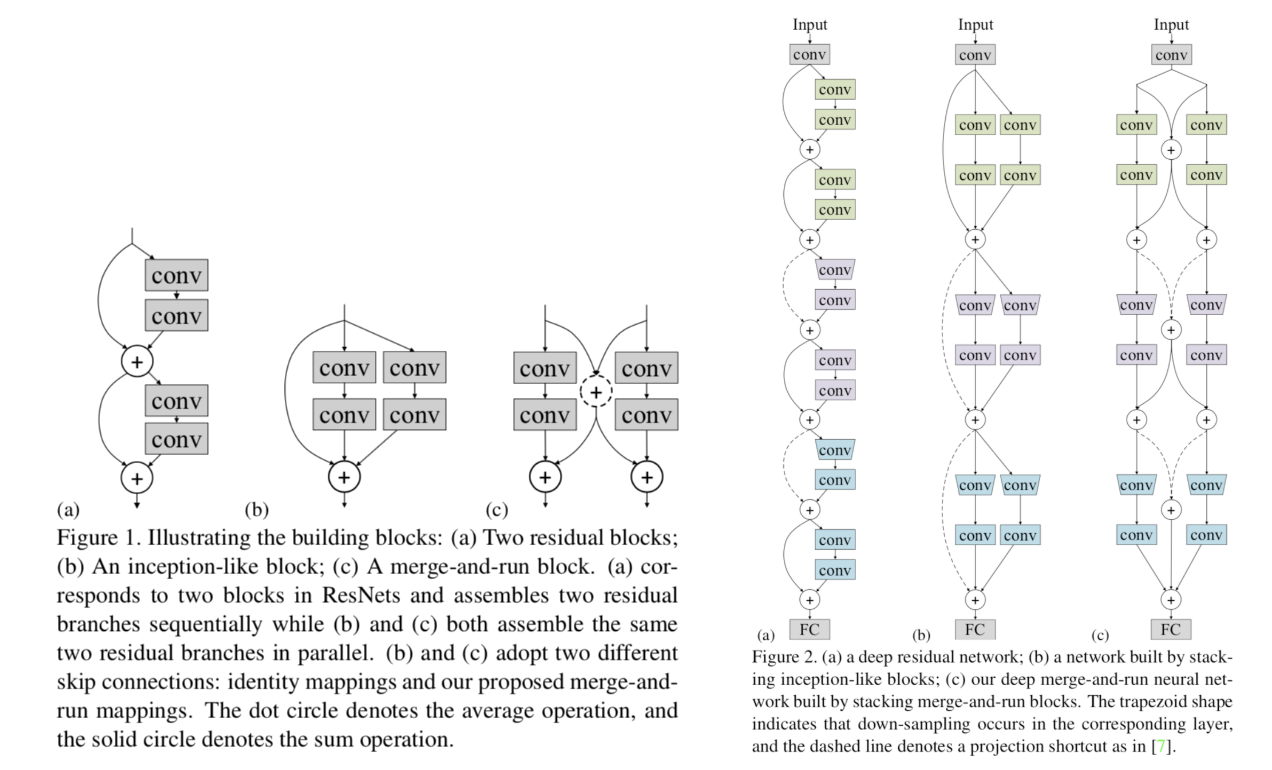 conv
conv
+
conv
conv
+
(a)
conv conv
conv conv
+
(b)
conv conv
+
conv conv
+ +
(c)
Figure 1. Illustrating the building blocks: (a) Two residual blocks;
(b) An inception-like block; (c) A merge-and-run block. (a) cor-
responds to two blocks in ResNets and assembles two residual
branches sequentially while (b) and (c) both assemble the same
two residual branches in parallel. (b) and (c) adopt two different
skip connections: identity mappings and our proposed merge-and-
run mappings. The dot circle denotes the average operation, and
the solid circle denotes the sum operation.
Input
conv
conv
conv
+
conv
conv
+
conv
conv
+
conv
conv
+
conv
conv
+
conv
conv
+
(a) FC
Input
conv
conv conv
conv conv
+
conv conv
conv conv
+
conv conv
conv conv
+
(b) FC
Input
conv
conv conv
+
conv conv
+ +
conv conv
+
conv conv
+ +
conv conv
+
conv conv
+
(c) FC
Figure 2. (a) a deep residual network; (b) a network built by stack-
ing inception-like blocks; (c) our deep merge-and-run neural net-
work built by stacking merge-and-run blocks. The trapezoid shape
indicates that down-sampling occurs in the corresponding layer,
and the dashed line denotes a projection shortcut as in [7].